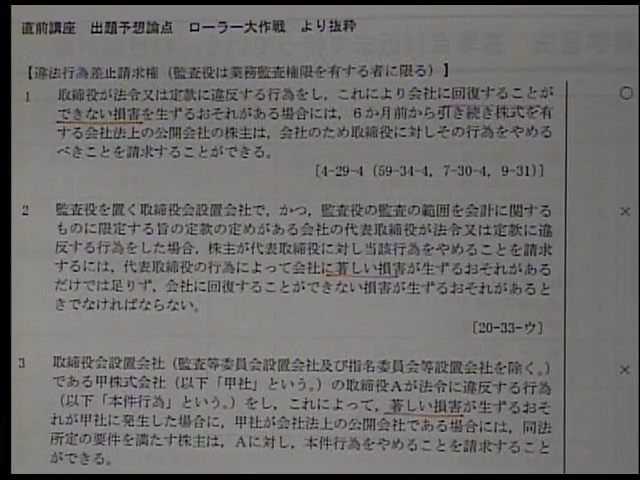 直前講座　出題予想論点　ローラー大作戦　より抜粋
【違法行為差止請求権（監査役は業務監査権限を有する者に限る）】
1　取締役が法令又は定款に違反する行為をし，これにより会社に回復することが　○
できない損害を生ずるおそれがある場合には，６か月前から引き続き株式を有
する会社法上の公開会社の株主は，会社のため取締役に対しその行為をやめる
べきことを請求することができる。
［4-29-4（59-34-4，7-30-4，9-31）］
2　監査役を置く取締役会設置会社で，かつ，監査役の監査の範囲を会計に関する　×
ものに限定する旨の定款の定めがある会社の代表取締役が法令又は定款に違
反する行為をした場合，株主が代表取締役に対し当該行為をやめることを請求
するには，代表取締役の行為によって会社に著しい損害が生ずるおそれがある
だけでは足りず，会社に回復することができない損害が生ずるおそれがあると
きでなければならない。
［20-33-ウ］
3　取締役会設置会社（監査等委員会設置会社及び指名委員会等設置会社を除く。）　×
である甲株式会社（以下「甲社」という。）の取締役Ａが法令に違反する行為
（以下「本件行為」という。）をし，これによって，著しい損害が生ずるおそ
れが甲社に発生した場合に，甲社が会社法上の公開会社である場合には，同法
所定の要件を満たす株主は，Ａに対し，本件行為をやめることを請求すること
ができる。